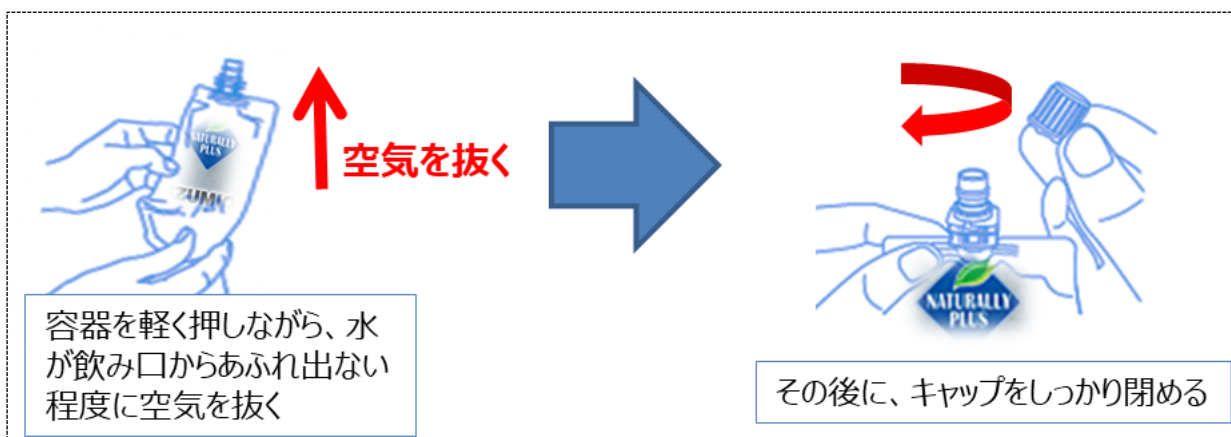 NATURALLY
PLUS
IZUMIO
空気を抜く
容器を軽く押しながら、水
が飲み口からあふれ出ない
程度に空気を抜く
NATURALLY
PLUS
その後に、キャップをしっかり閉める